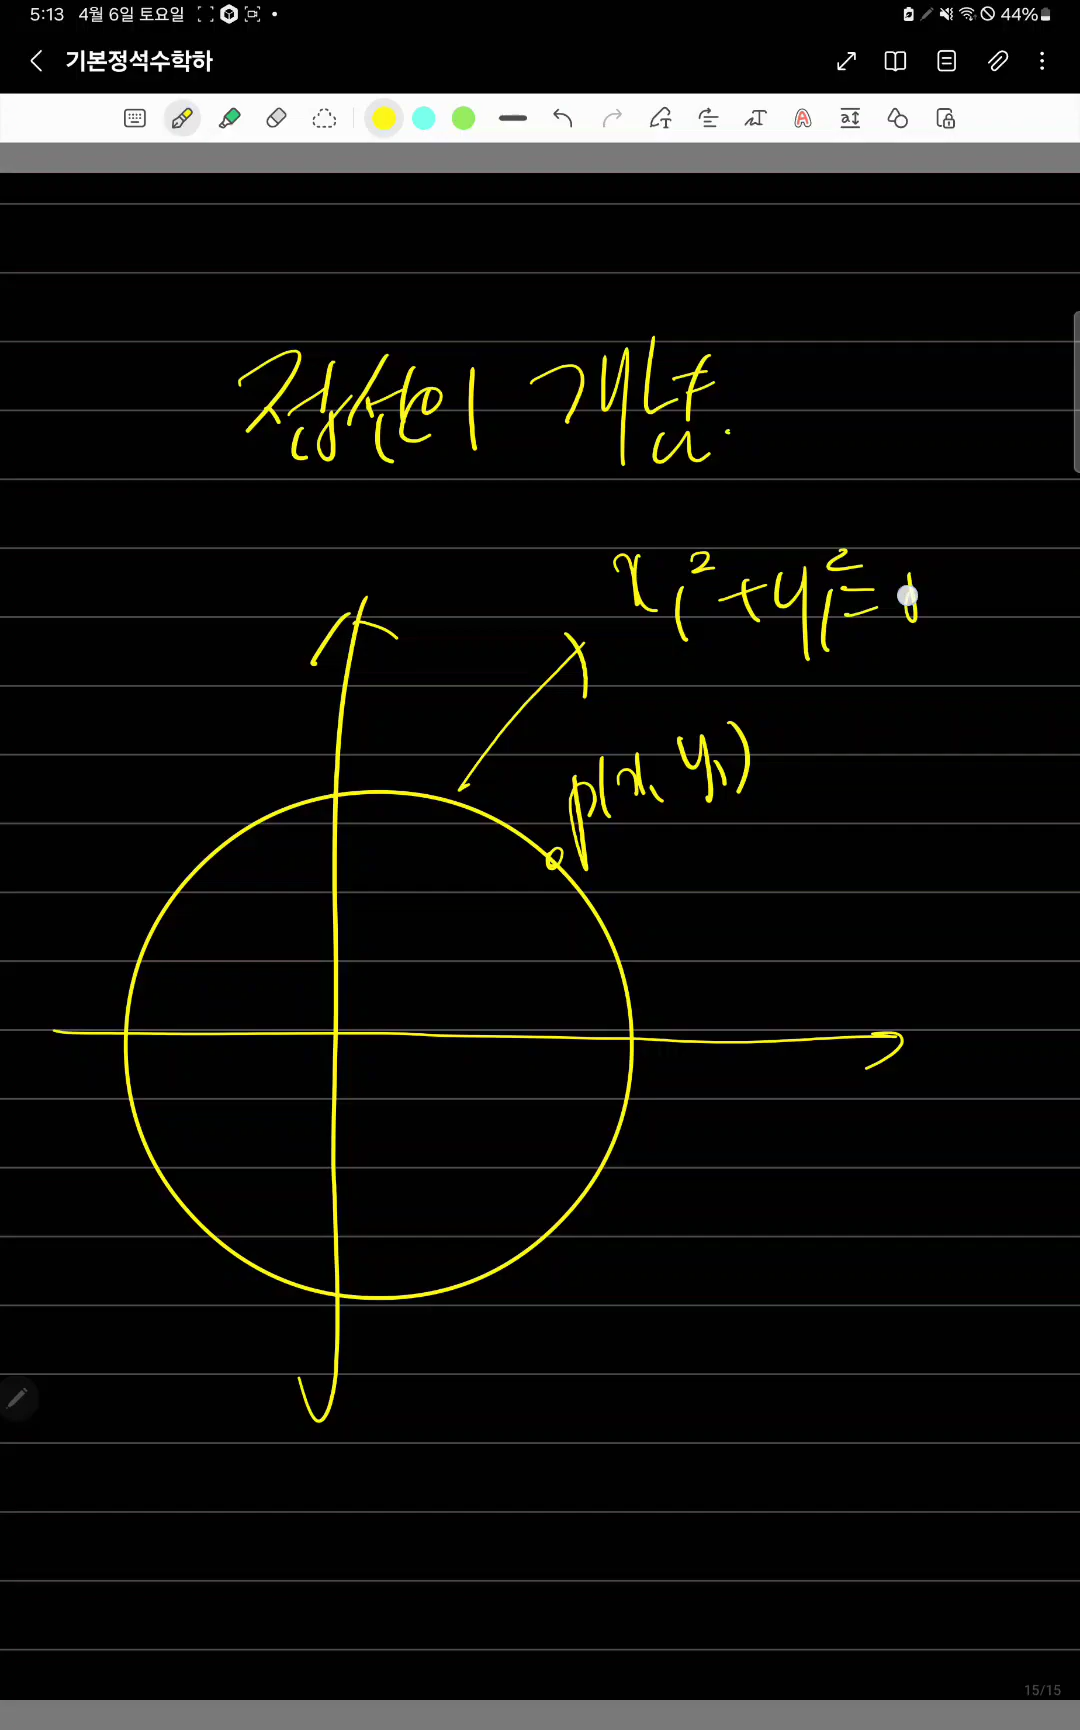 5:13 4월 6일 토요일
44%
기본정석수학하
접선의 개념.
x₁² + y₁² =
P(x₁ y₁)
15/15